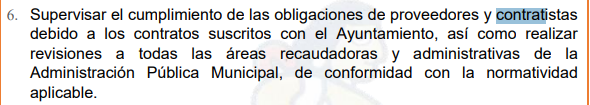 6. Supervisar el cumplimiento de las obligaciones de proveedores y contratistas
debido a los contratos suscritos con el Ayuntamiento, así como realizar
revisiones a todas las áreas recaudadoras y administrativas de la
Administración Pública Municipal, de conformidad con la normatividad
aplicable.